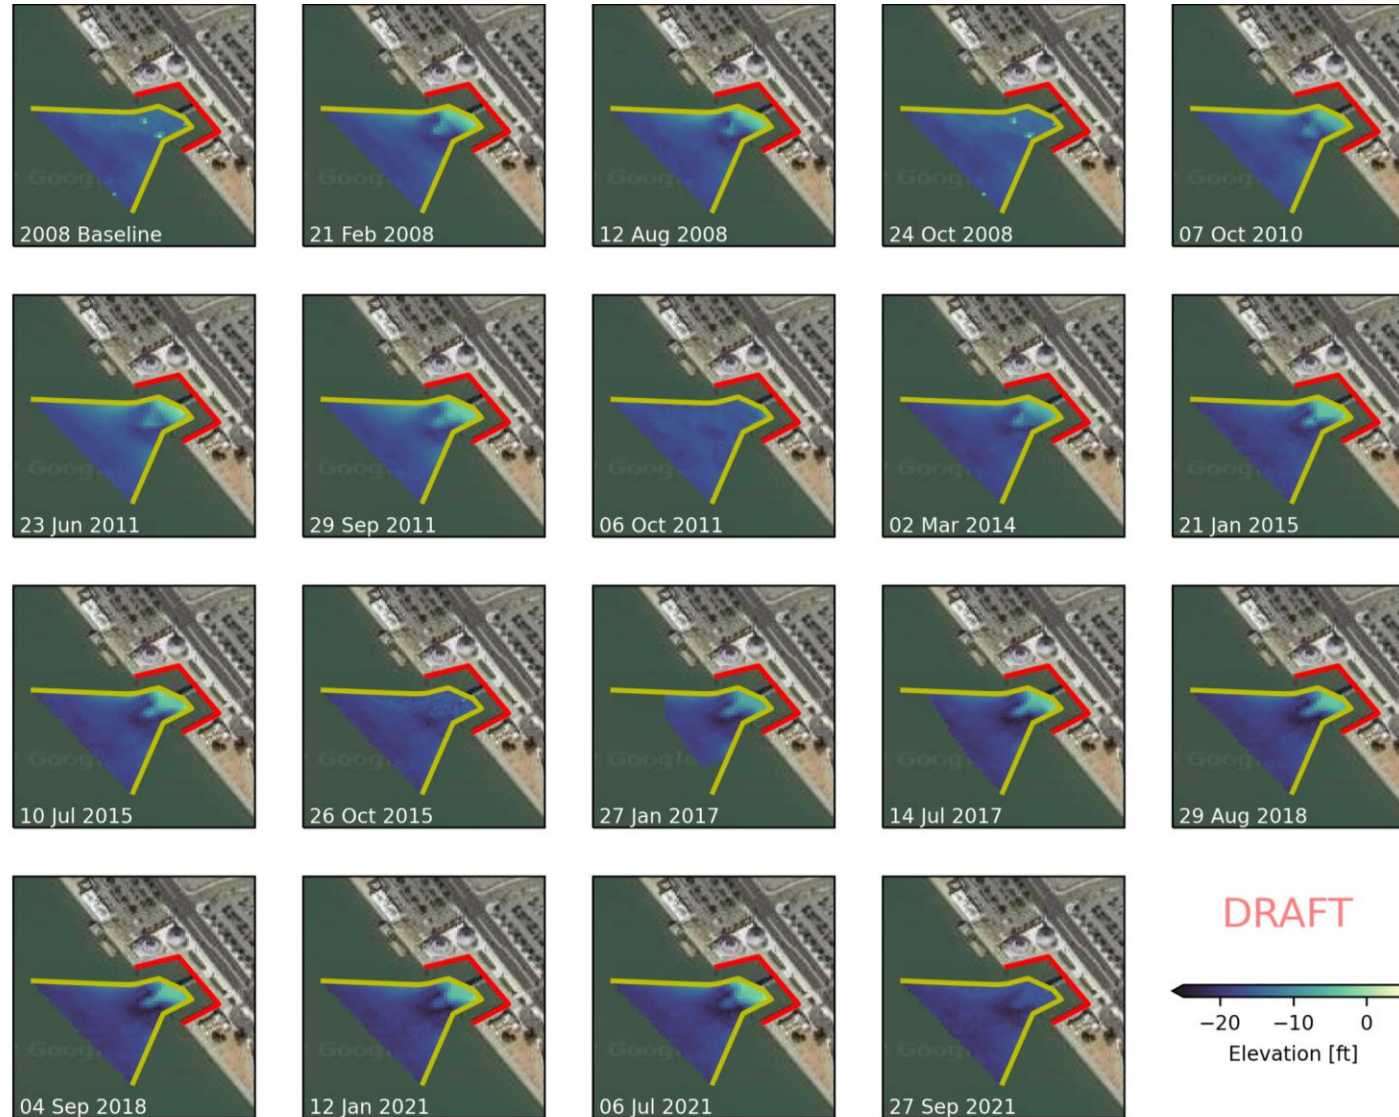 2008 Baseline
21 Feb 2008
12 Aug 2008
24 Oct 2008
07 Oct 2010
23 Jun 2011
29 Sep 2011
06 Oct 2011
02 Mar 2014
21 Jan 2015
10 Jul 2015
26 Oct 2015
27 Jan 2017
14 Jul 2017
29 Aug 2018
04 Sep 2018
12 Jan 2021
06 Jul 2021
27 Sep 2021
DRAFT
−20 −10 0
Elevation [ft]